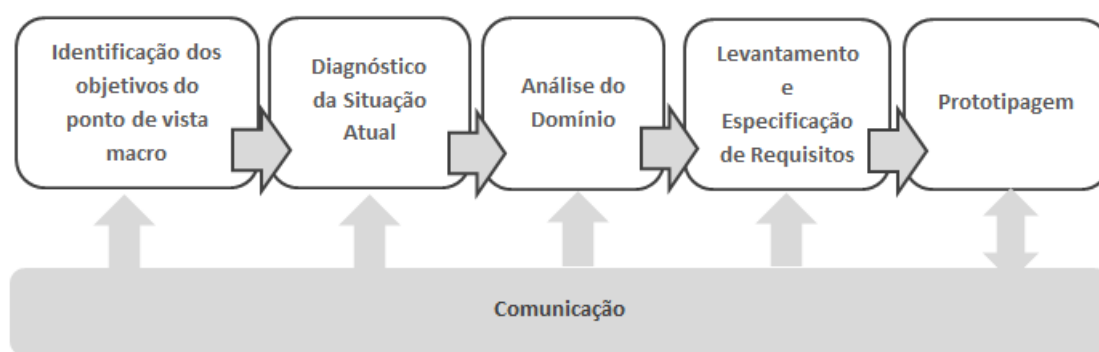 Identificação dos
objetivos do
ponto de vista
macro
Diagnóstico
da Situação
Atual
Análise do
Domínio
Levantamento
e
Especificação
de Requisitos
Prototipagem
Comunicação